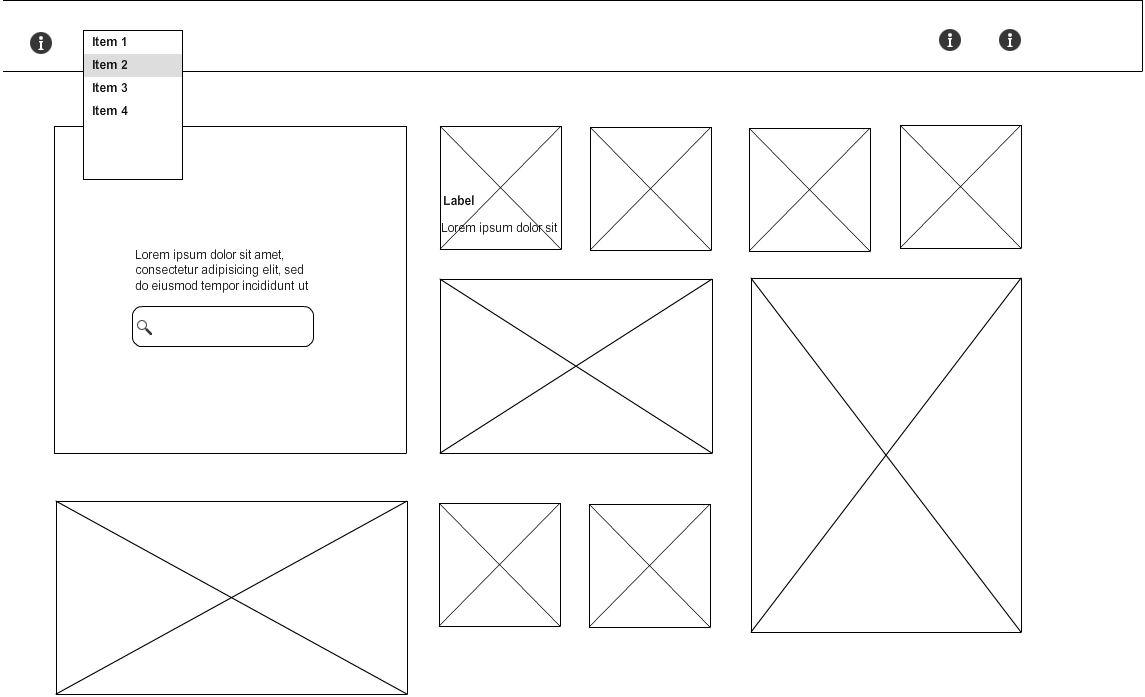 Item 1
Item 2
Item 3
Item 4
Label
Lorem ipsum dolor sit
Lorem ipsum dolor sit amet,
consectetur adipisicing elit, sed
do eiusmod tempor incididunt ut